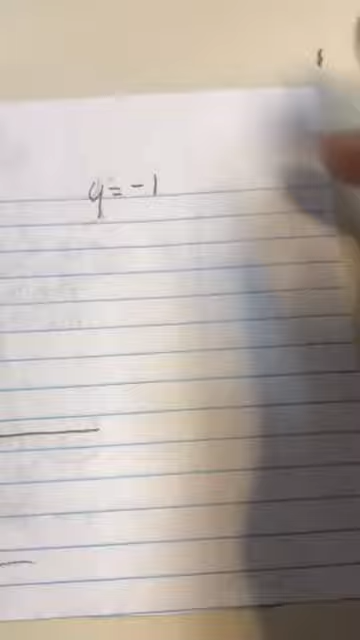 y = -1